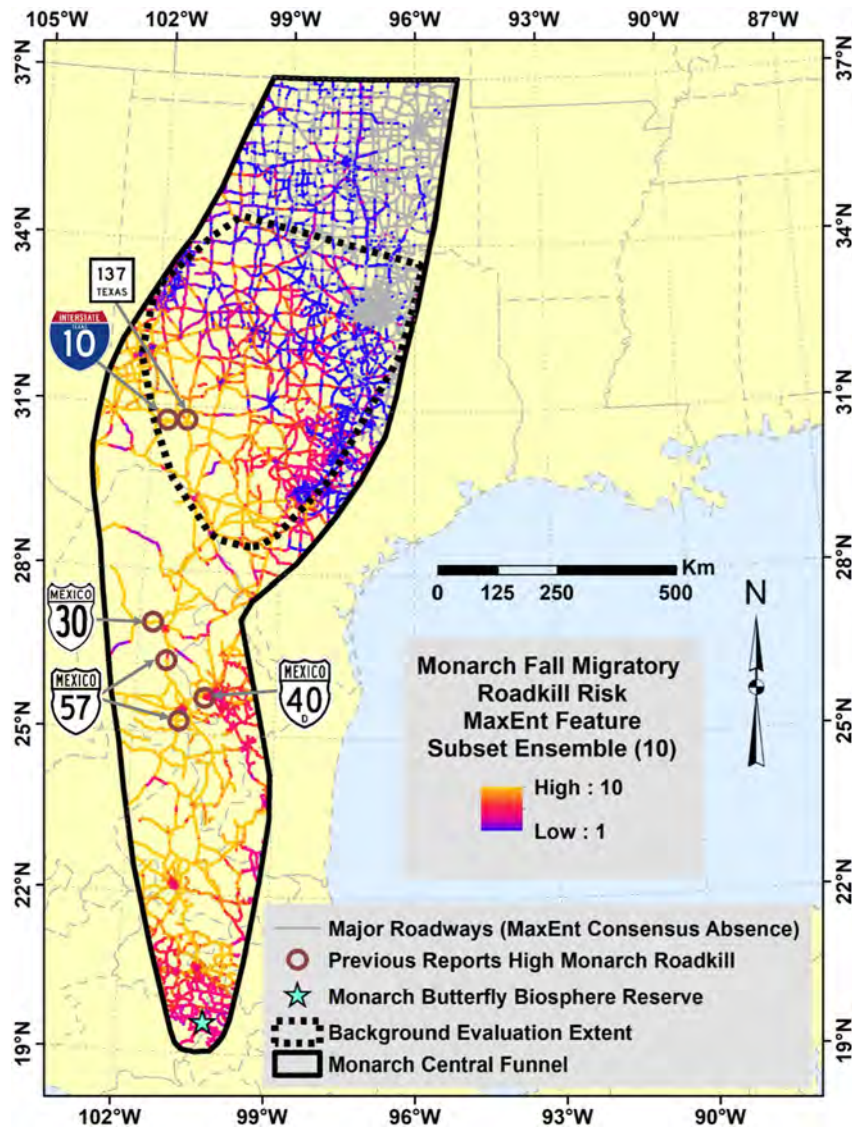 105°W 102°W 99°W 96°W 93°W 90°W 87°W
37°N 37°N
34°N 34°N
137
TEXAS
INTERSTATE
TEXAS
10
31°N 31°N
28°N 28°N
0 125 250 500 Km
N
MEXICO
30
MEXICO
57
MEXICO
40
D
25°N 25°N
Monarch Fall Migratory
Roadkill Risk
MaxEnt Feature
Subset Ensemble (10)
High : 10
Low : 1
22°N 22°N
Major Roadways (MaxEnt Consensus Absence)
Previous Reports High Monarch Roadkill
Monarch Butterfly Biosphere Reserve
Background Evaluation Extent
Monarch Central Funnel
19°N 19°N
102°W 99°W 96°W 93°W 90°W